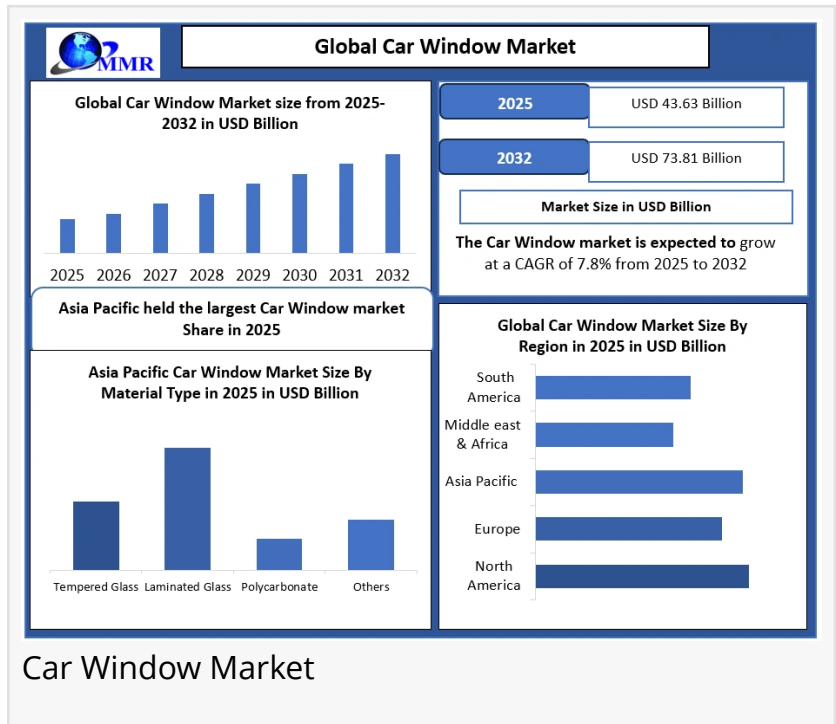 MMR
Global Car Window Market
Global Car Window Market size from 2025-
2032 in USD Billion
2025 2026 2027 2028 2029 2030 2031 2032
2025
USD 43.63 Billion
2032
USD 73.81 Billion
Market Size in USD Billion
The Car Window market is expected to grow
at a CAGR of 7.8% from 2025 to 2032
Asia Pacific held the largest Car Window market
Share in 2025
Asia Pacific Car Window Market Size By
Material Type in 2025 in USD Billion
Tempered Glass Laminated Glass Polycarbonate Others
Global Car Window Market Size By
Region in 2025 in USD Billion
South
America
Middle east
& Africa
Asia Pacific
Europe
North
America
Car Window Market